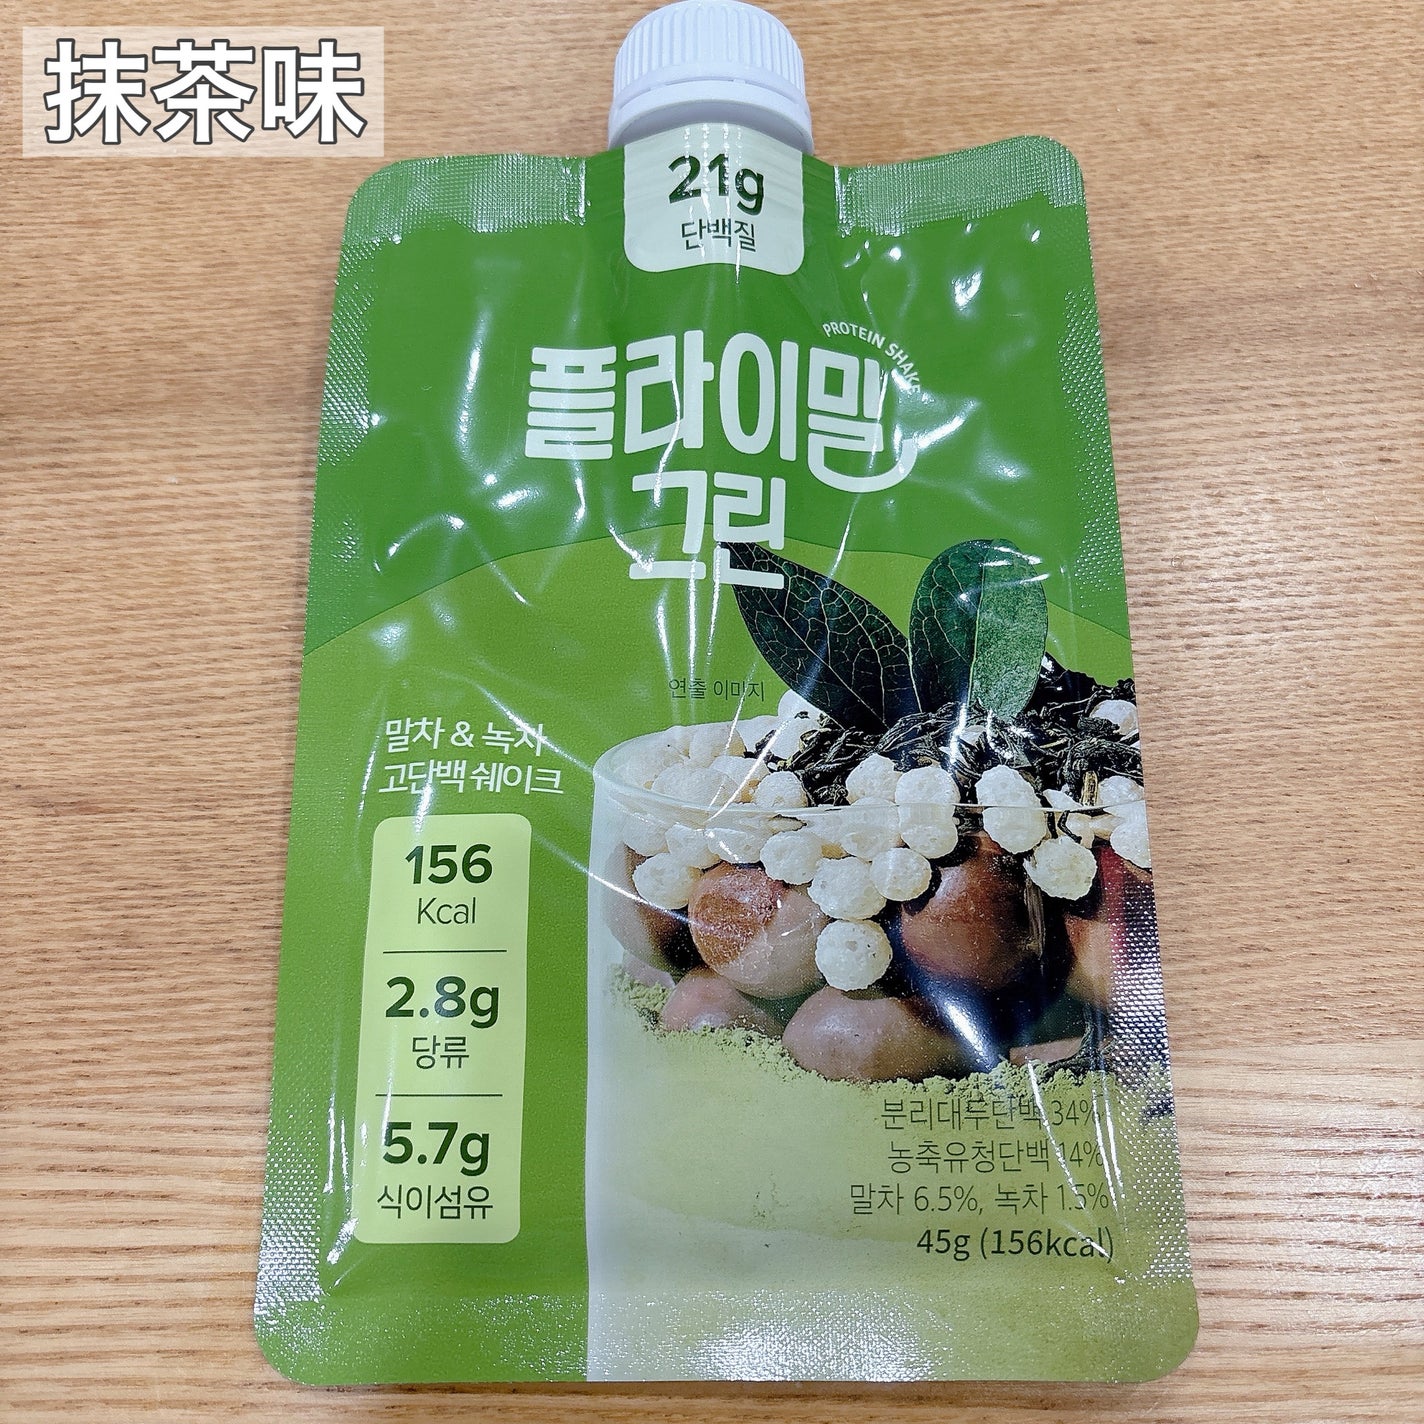 抹茶味
21g
단백질
PROTEIN SHAKE
플라이밀
그린
연출 이미지
말차 & 녹차
고단백 쉐이크
156
Kcal
2.8g
당류
5.7g
식이섬유
분리대두단백 34%
농축유청단백 14%
말차 6.5%, 녹차 1.5%
45g (156kcal)